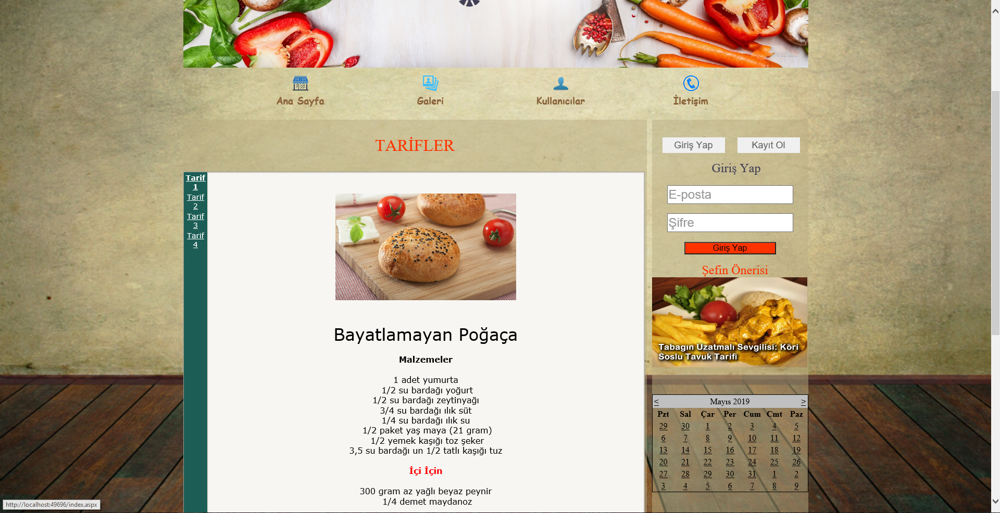 Ana Sayfa
Galeri
Kullanıcılar
İletişim
TARİFLER
Tarif
1
Tarif
2
Tarif
3
Tarif
4
Bayatlamayan Poğaça
Malzemeler
1 adet yumurta
1/2 su bardağı yoğurt
1/2 su bardağı zeytinyağı
3/4 su bardağı ılık süt
1/4 su bardağı ılık su
1/2 paket yaş maya (21 gram)
1/2 yemek kaşığı toz şeker
3,5 su bardağı un 1/2 tatlı kaşığı tuz
İçi İçin
300 gram az yağlı beyaz peynir
1/4 demet maydanoz
Giriş Yap
Kayıt Ol
Giriş Yap
E-posta
Şifre
Giriş Yap
Şefin Önerisi
Tabagın Uzatmalı Sevgilisi: Köri
Soslu Tavuk Tarifi
< Mayıs 2019 >
Pzt Sal Çar Per Cum Cmt Paz
29 30 1 2 3 4 5
6 7 8 9 10 11 12
13 14 15 16 17 18 19
20 21 22 23 24 25 26
27 28 29 30 31 1 2
3 4 5 6 7 8 9
http://localhost:49696/index.aspx